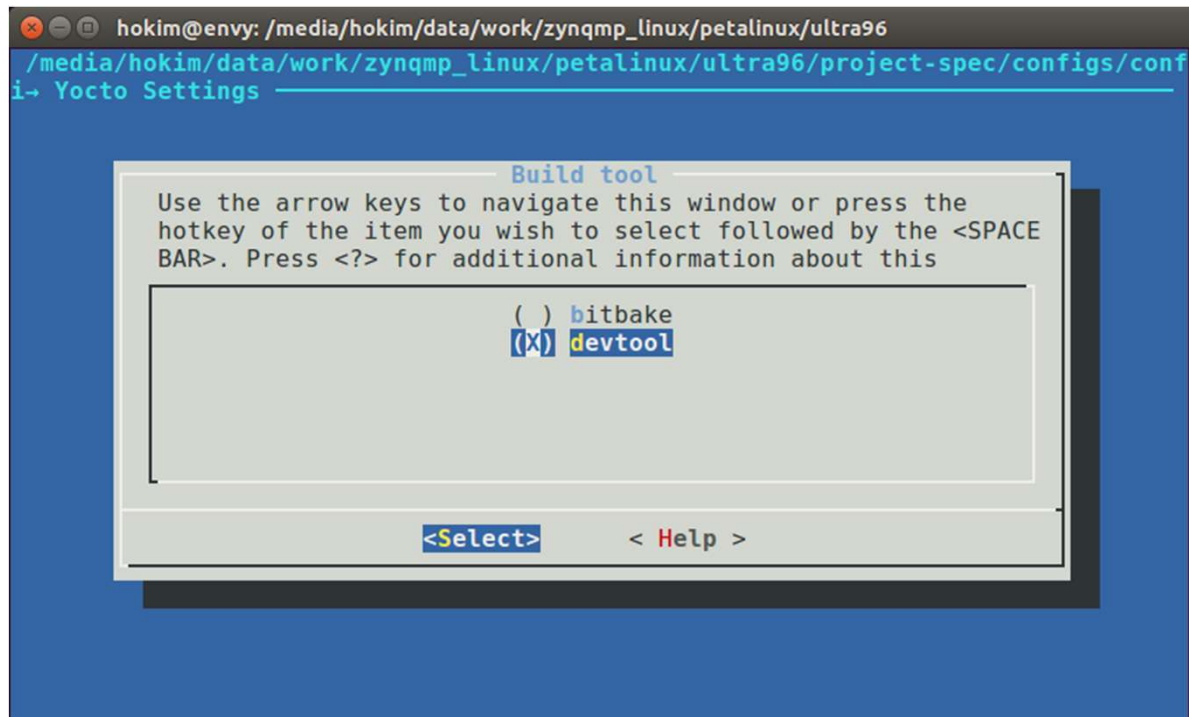 hokim@envy: /media/hokim/data/work/zynqmp_linux/petalinux/ultra96
/media/hokim/data/work/zynqmp_linux/petalinux/ultra96/project-spec/configs/conf
i→ Yocto Settings
Build tool
Use the arrow keys to navigate this window or press the
hotkey of the item you wish to select followed by the <SPACE
BAR>. Press <?> for additional information about this
( ) bitbake
(X) devtool
<Select> < Help >